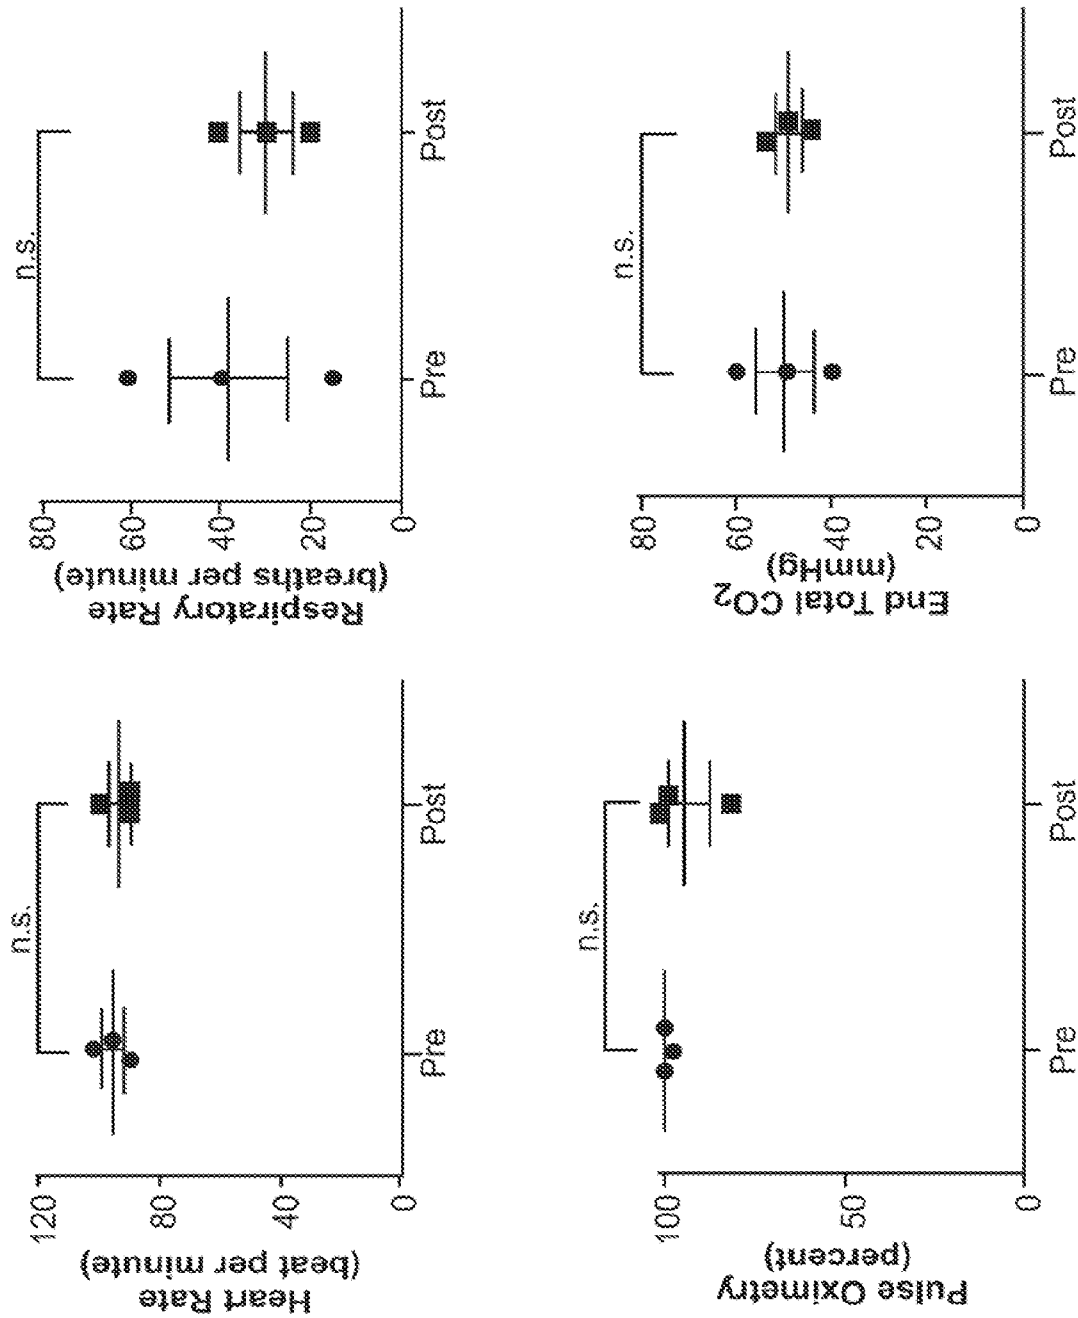 Heart Rate
(beat per minute)
120
80
40
0
n.s.
Pre
Post
Respiratory Rate
(breaths per minute)
80
60
40
20
0
n.s.
Pre
Post
Pulse Oximetry
(percent)
100
50
0
n.s.
Pre
Post
End Total CO₂
(mmHg)
80
60
40
20
0
n.s.
Pre
Post